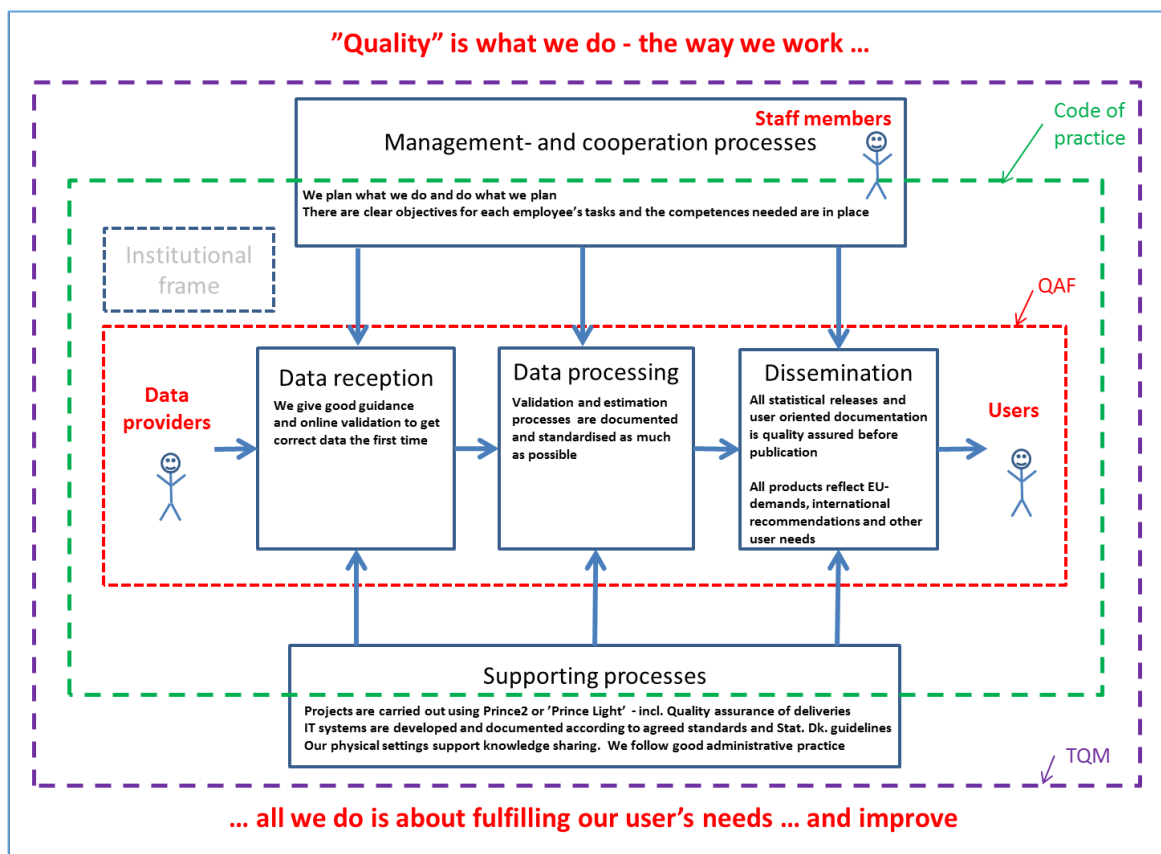 ”Quality” is what we do - the way we work …
Code of
practice
Staff members
Management- and cooperation processes
We plan what we do and do what we plan
There are clear objectives for each employee’s tasks and the competences needed are in place
Institutional
frame
QAF
Data
providers
Data reception
We give good guidance
and online validation to get
correct data the first time
Data processing
Validation and estimation
processes are documented
and standardised as much
as possible
Dissemination
All statistical releases and
user oriented documentation
is quality assured before
publication
All products reflect EU-
demands, international
recommendations and other
user needs
Users
Supporting processes
Projects are carried out using Prince2 or ’Prince Light’ - incl. Quality assurance of deliveries
IT systems are developed and documented according to agreed standards and Stat. Dk. guidelines
Our physical settings support knowledge sharing. We follow good administrative practice
TQM
… all we do is about fulfilling our user’s needs … and improve